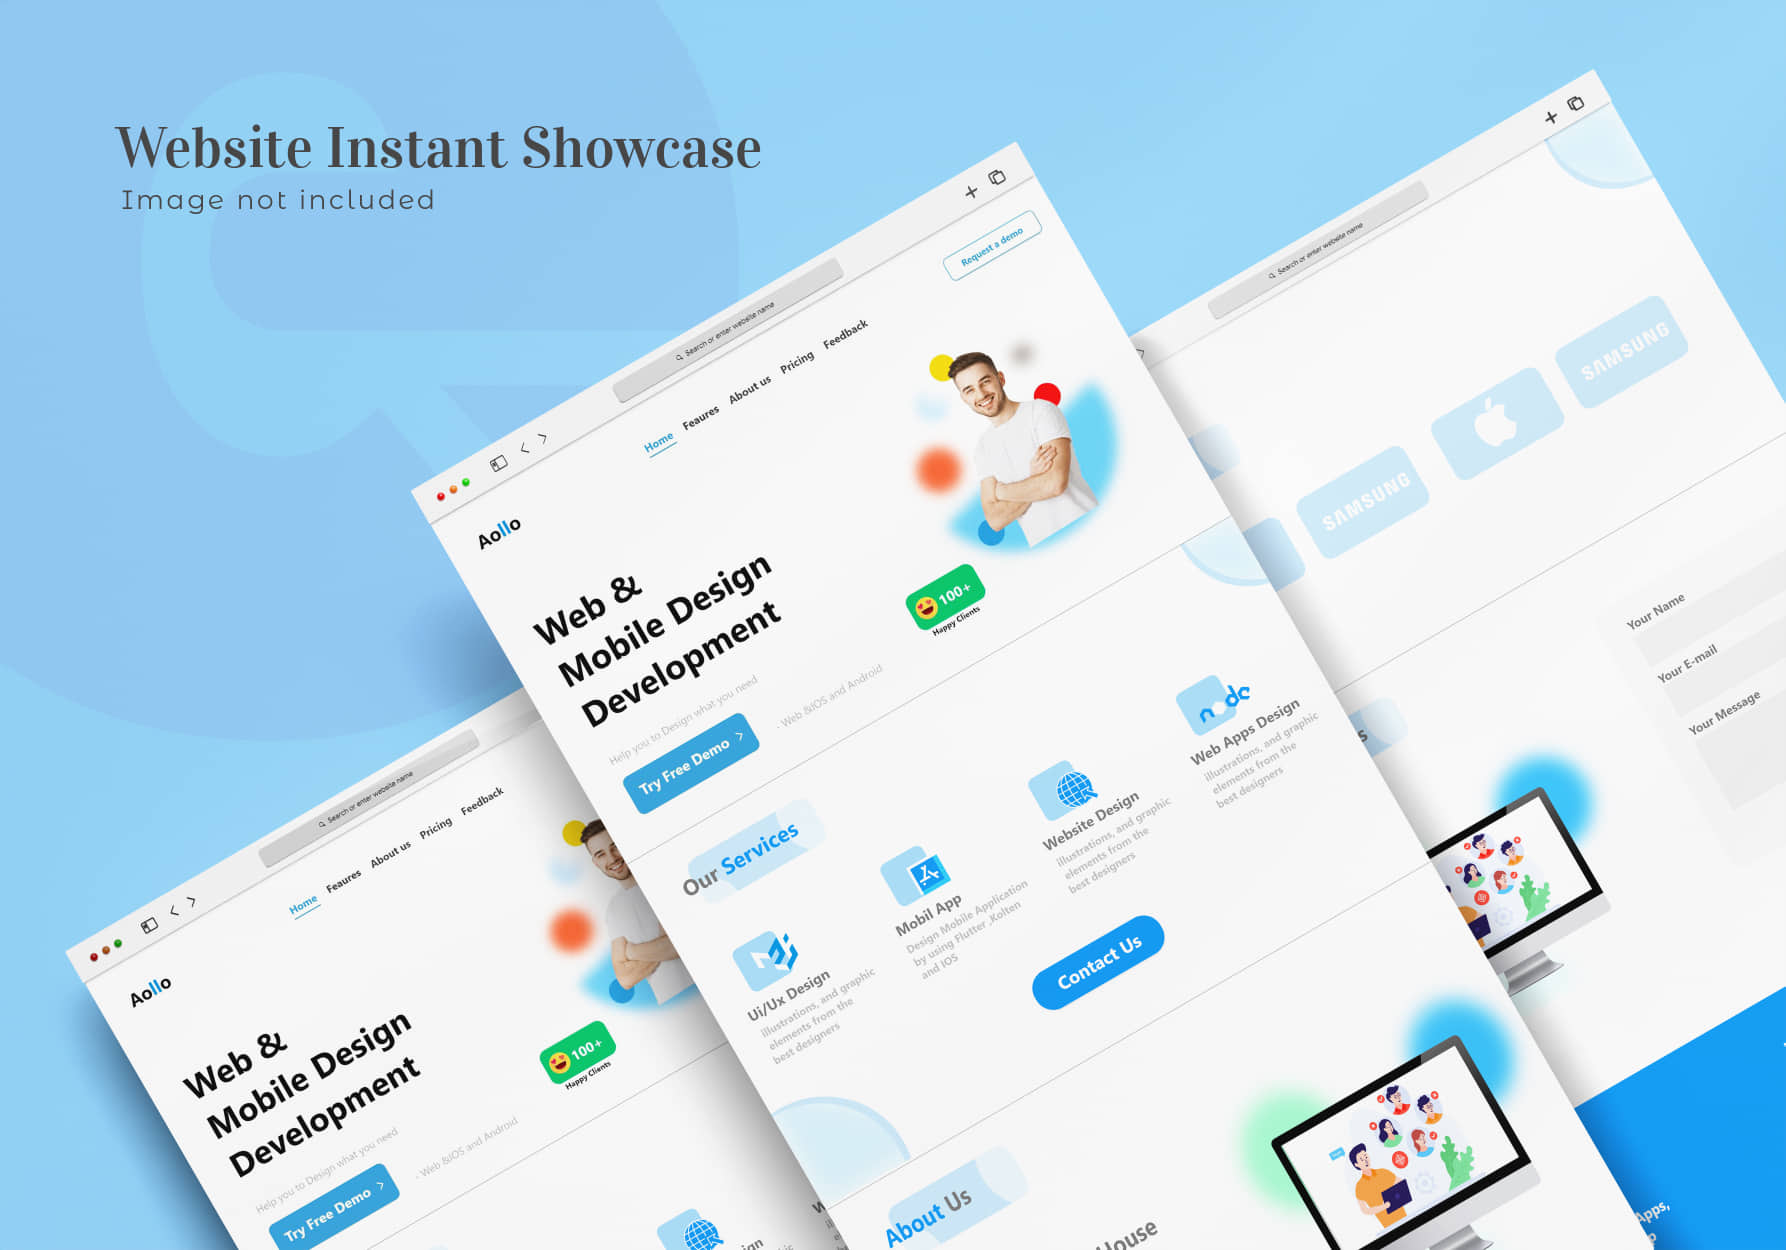 Website Instant Showcase
Image not included
Search or enter website name
Request a demo
Home Feaures About us Pricing Feedback
Aollo
Web &
Mobile Design
Development
Help you to Design what you need
- Web &IOS and Android
Try Free Demo
100+
Happy Clients
Our Services
Ui/Ux Design
illustrations, and graphic
elements from the
best designers
Mobil App
Design Mobile Application
by using Flutter .Kolten
and IOS
Website Design
illustrations, and graphic
elements from the
best designers
node
Web Apps Design
illustrations, and graphic
elements from the
best designers
Contact Us
About Us
House
Search or enter website name
SAMSUNG
SAMSUNG
Your Name
Your E-mail
Your Message
Apps,
Search or enter website name
Home Feaures About us Pricing Feedback
Aollo
Web &
Mobile Design
Development
Help you to Design what you need
- Web &IOS and Android
Try Free Demo
100+
Happy Clients